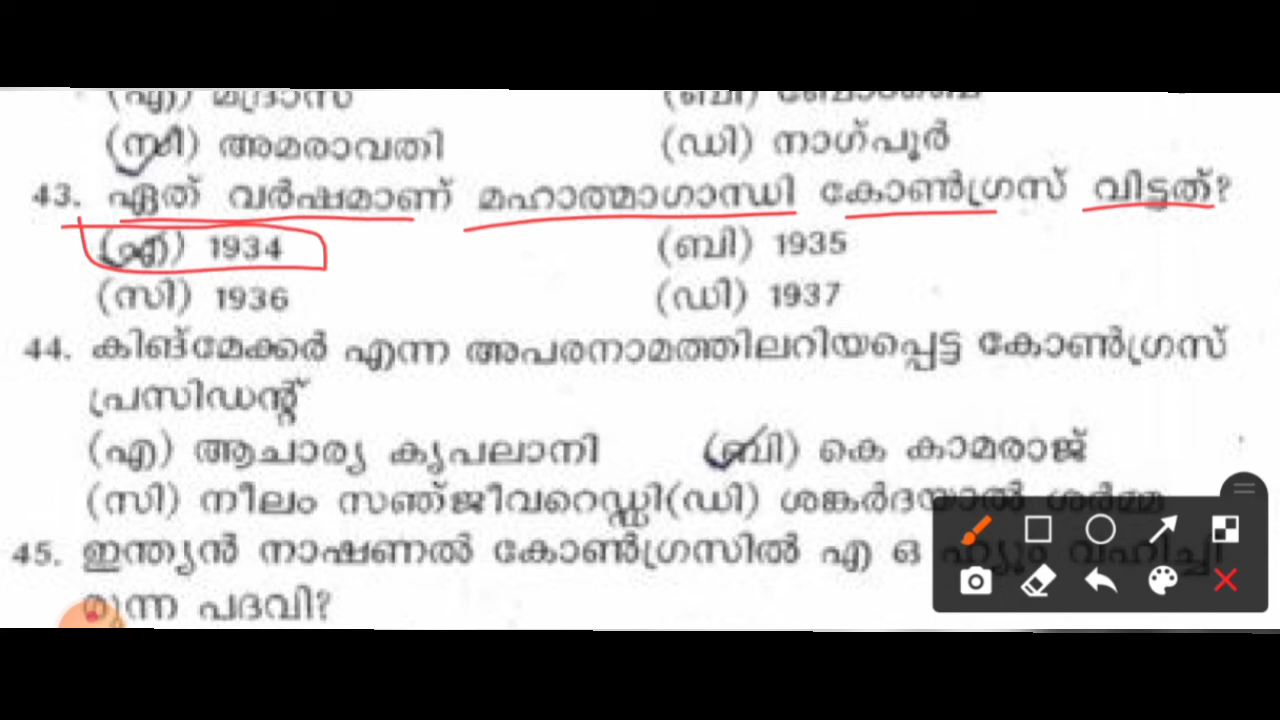 (എ) മദ്രാസ് (ബി) ബോംബെ
(സി) അമരാവതി (ഡി) നാഗ്പൂർ
43. ഏത് വർഷമാണ് മഹാത്മാഗാന്ധി കോൺഗ്രസ് വിട്ടത്?
(എ) 1934 (ബി) 1935
(സി) 1936 (ഡി) 1937
44. കിങ്മേക്കർ എന്ന അപരനാമത്തിലറിയപ്പെട്ട കോൺഗ്രസ്
പ്രസിഡന്റ്
(എ) ആചാര്യ കൃപലാനി (ബി) കെ കാമരാജ്
(സി) നീലം സഞ്ജീവറെഡ്ഡി(ഡി) ശങ്കർദയാൽ ശർമ്മ
45. ഇന്ത്യൻ നാഷണൽ കോൺഗ്രസിൽ എ ഒ ഹ്യൂം വഹിച്ചി
രുന്ന പദവി?